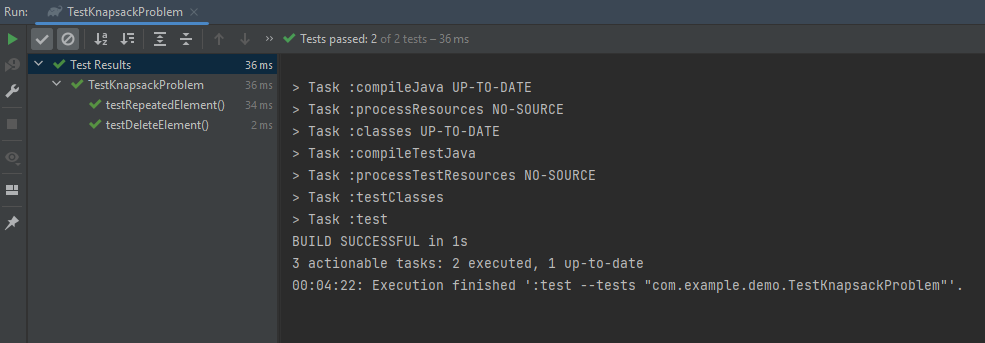 Run: TestKnapsackProblem
Tests passed: 2 of 2 tests – 36 ms
Test Results 36 ms
TestKnapsackProblem 36 ms
testRepeatedElement() 34 ms
testDeleteElement() 2 ms
> Task :compileJava UP-TO-DATE
> Task :processResources NO-SOURCE
> Task :classes UP-TO-DATE
> Task :compileTestJava
> Task :processTestResources NO-SOURCE
> Task :testClasses
> Task :test
BUILD SUCCESSFUL in 1s
3 actionable tasks: 2 executed, 1 up-to-date
00:04:22: Execution finished ':test --tests "com.example.demo.TestKnapsackProblem"'.